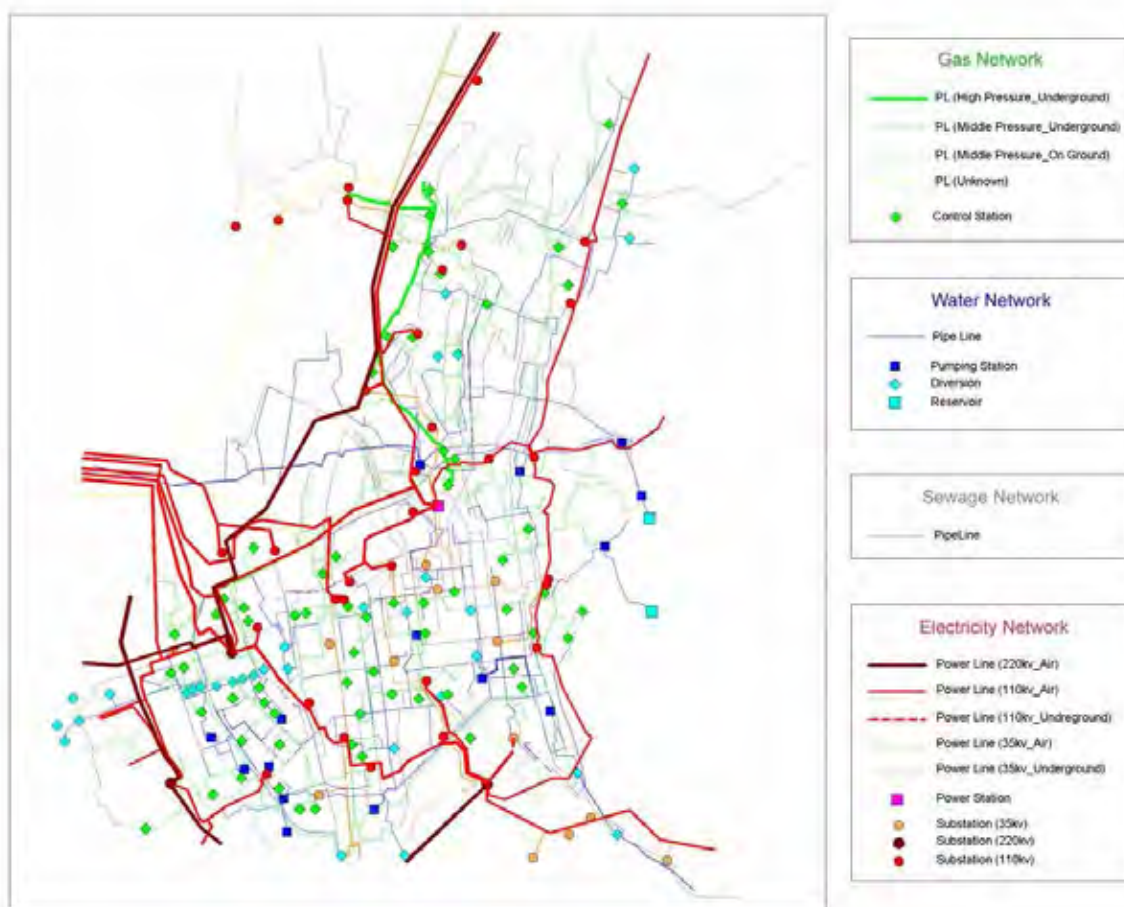 Gas Network
PL (High Pressure_Underground)
PL (Middle Pressure_Underground)
PL (Middle Pressure_On Ground)
PL (Unknown)
Control Station
Water Network
Pipe Line
Pumping Station
Diversion
Reservoir
Sewage Network
PipeLine
Electricity Network
Power Line (220kv_Air)
Power Line (110kv_Air)
Power Line (110kv_Undreground)
Power Line (35kv_Air)
Power Line (35kv_Underground)
Power Station
Substation (35kv)
Substation (220kv)
Substation (110kv)